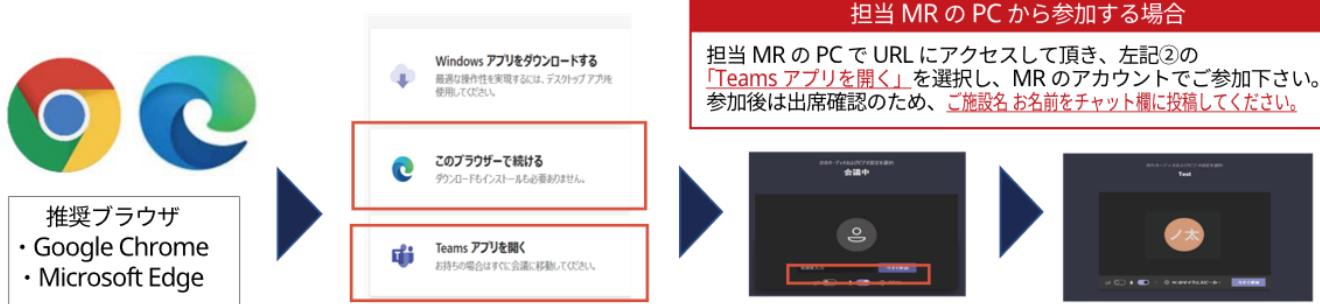 推奨ブラウザ
・Google Chrome
・Microsoft Edge
Windows アプリをダウンロードする
最適な操作性を実現するには、デスクトップ アプリを
使用してください。
このブラウザーで続ける
ダウンロードもインストールも必要ありません。
Teams アプリを開く
お持ちの場合はすぐに会議に移動してください。
担当 MR の PC から参加する場合
担当 MR の PC で URL にアクセスして頂き、左記②の
「Teams アプリを開く」を選択し、MR のアカウントでご参加下さい。
参加後は出席確認のため、ご施設名 お名前をチャット欄に投稿してください。
会議中
今すぐ参加
Test
ノ太
今すぐ参加